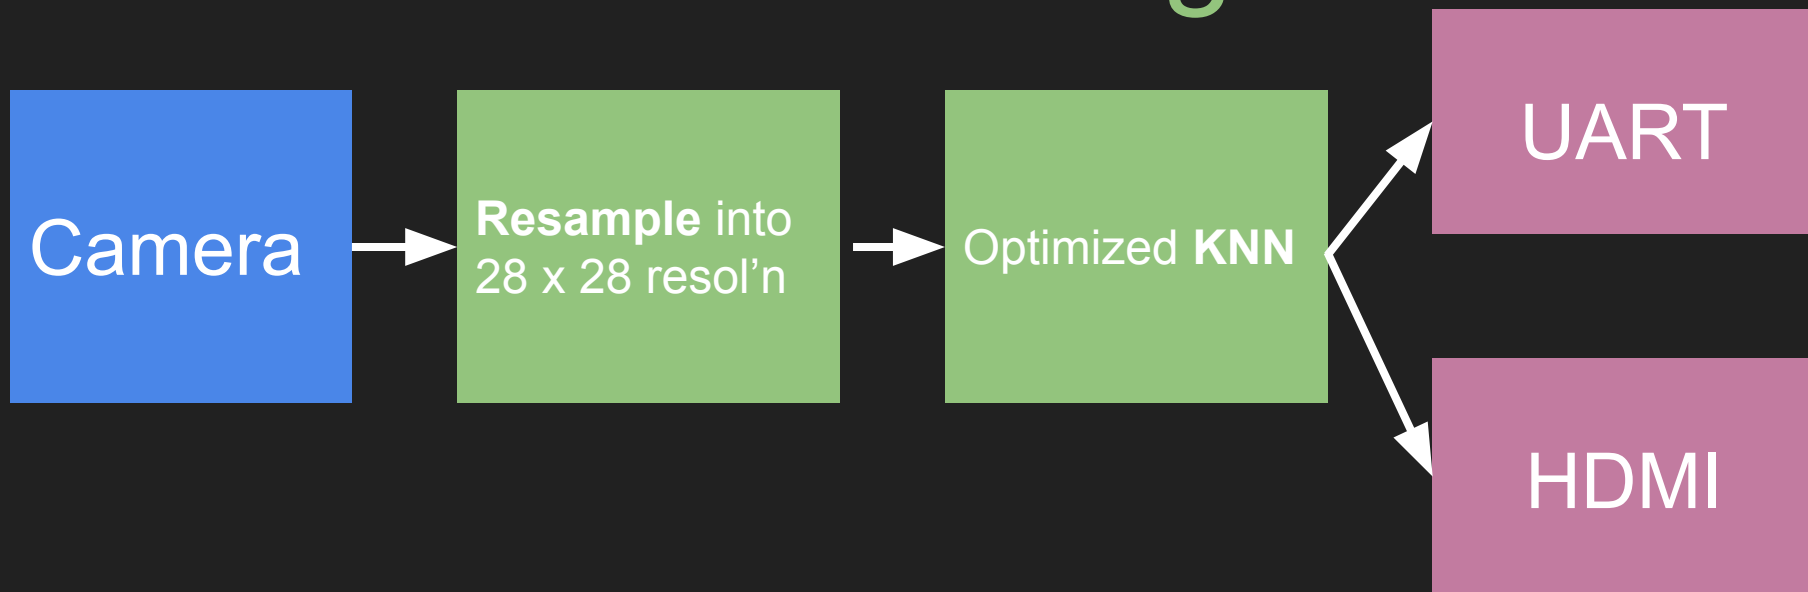 Camera
Resample into
28 x 28 resol’n
Optimized KNN
UART
HDMI